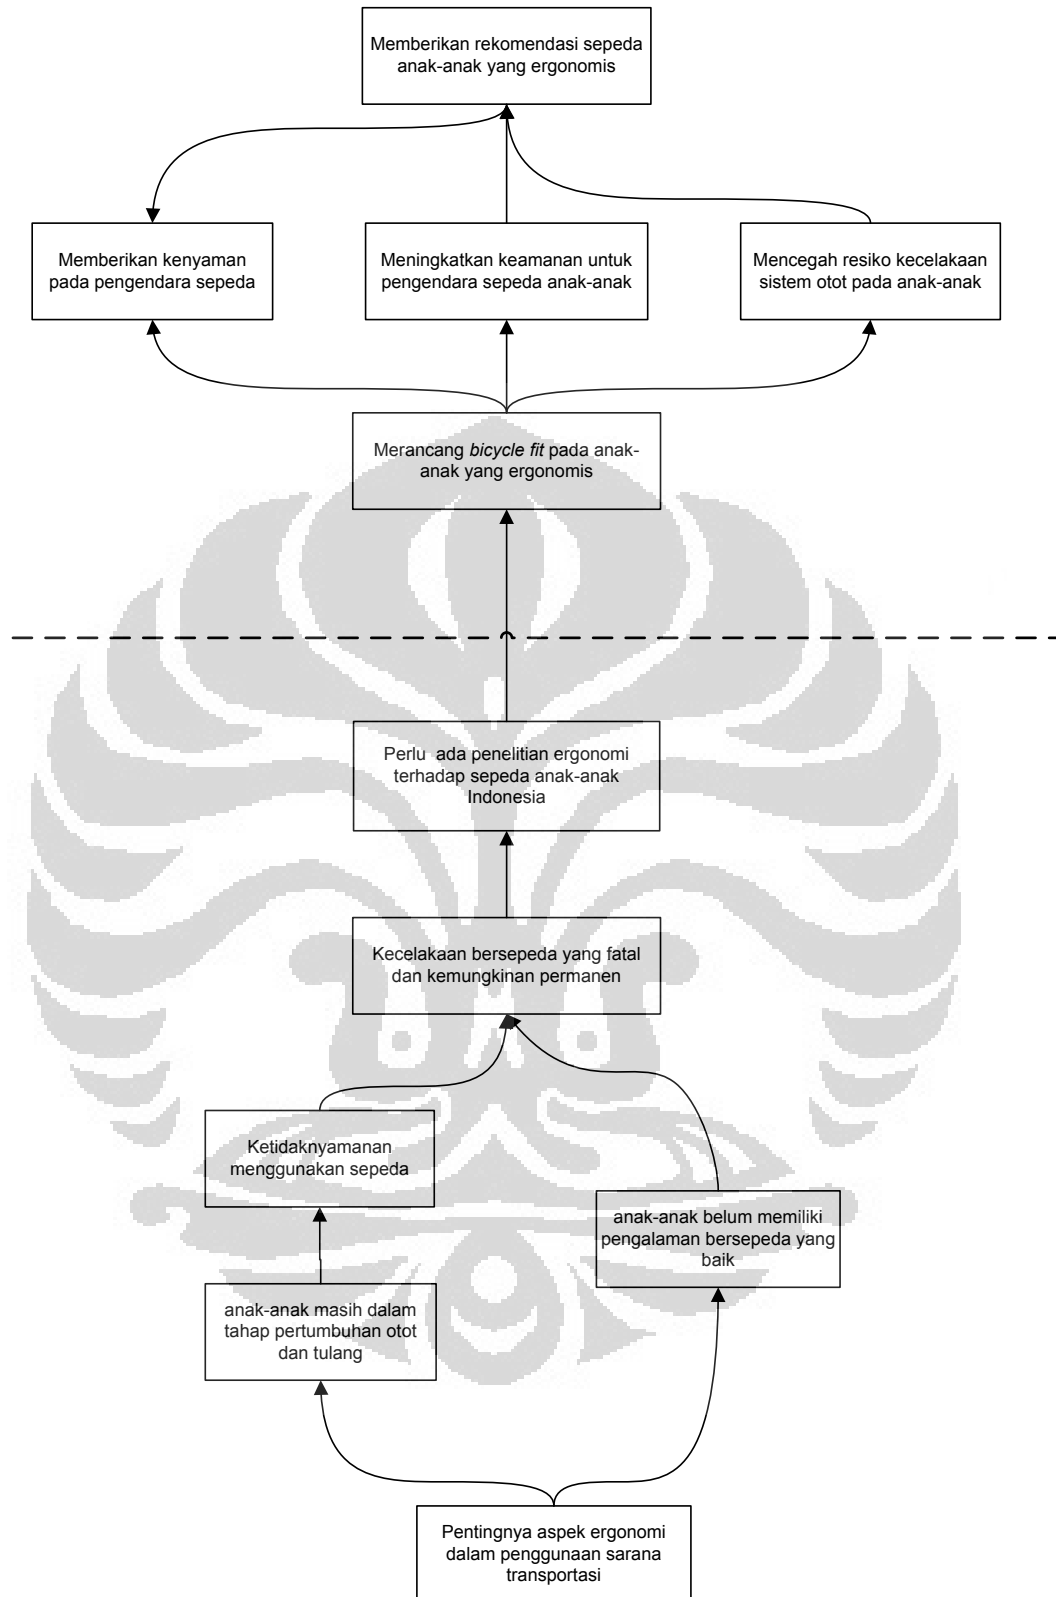 Memberikan rekomendasi sepeda
anak-anak yang ergonomis
Memberikan kenyaman
pada pengendara sepeda
Meningkatkan keamanan untuk
pengendara sepeda anak-anak
Mencegah resiko kecelakaan
sistem otot pada anak-anak
Merancang bicycle fit pada anak-
anak yang ergonomis
Perlu ada penelitian ergonomi
terhadap sepeda anak-anak
Indonesia
Kecelakaan bersepeda yang fatal
dan kemungkinan permanen
Ketidaknyamanan
menggunakan sepeda
anak-anak belum memiliki
pengalaman bersepeda yang
baik
anak-anak masih dalam
tahap pertumbuhan otot
dan tulang
Pentingnya aspek ergonomi
dalam penggunaan sarana
transportasi